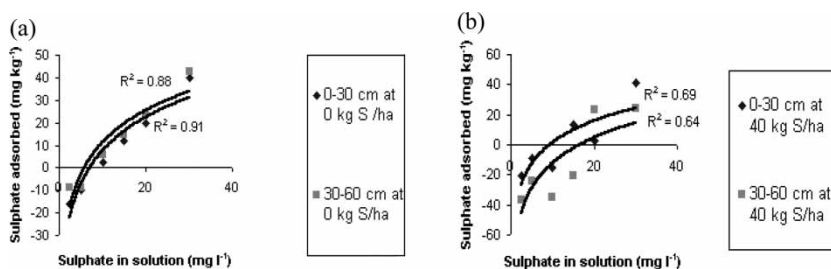 (a)
Sulphate adsorbed (mg kg⁻¹)
50
40
30
20
10
0
-10
-20
-30
0
20
40
R² = 0.88
R² = 0.91
Sulphate in solution (mg l⁻¹)
0-30 cm at
0 kg S /ha
30-60 cm at
0 kg S/ha
(b)
Sulphate adsorbed (mg kg⁻¹)
60
40
20
0
-20
-40
-60
0
20
40
R² = 0.69
R² = 0.64
Sulphate in solution (mg l⁻¹)
0-30 cm at
40 kg S/ha
30-60 cm at
40 kg S/ha